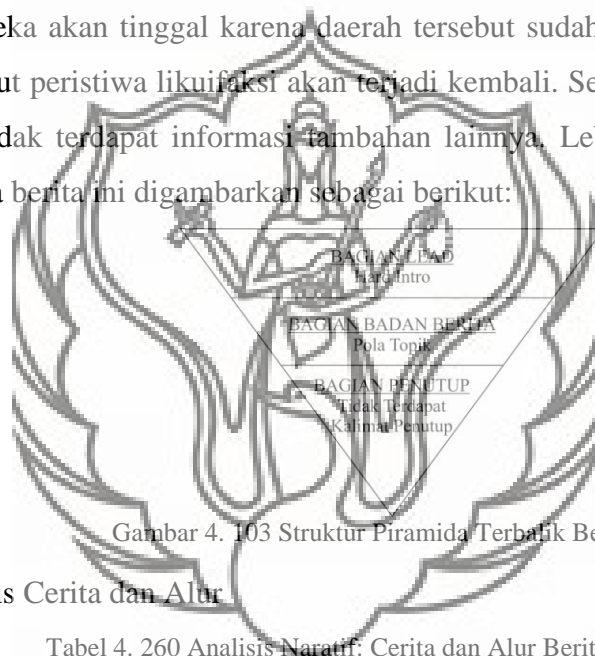 eka akan tinggal karena daerah tersebut sudah
ut peristiwa likuifaksi akan terjadi kembali. Se
dak terdapat informasi tambahan lainnya. Le
a berita ini digambarkan sebagai berikut:
BAGIAN LEAD
Hard Intro
BAGIAN BADAN BERITA
Pola Topik
BAGIAN PENUTUP
Tidak Terdapat
Kalimat Penutup
Gambar 4. 103 Struktur Piramida Terbalik Be
is Cerita dan Alur
Tabel 4. 260 Analisis Naratif: Cerita dan Alur Berit